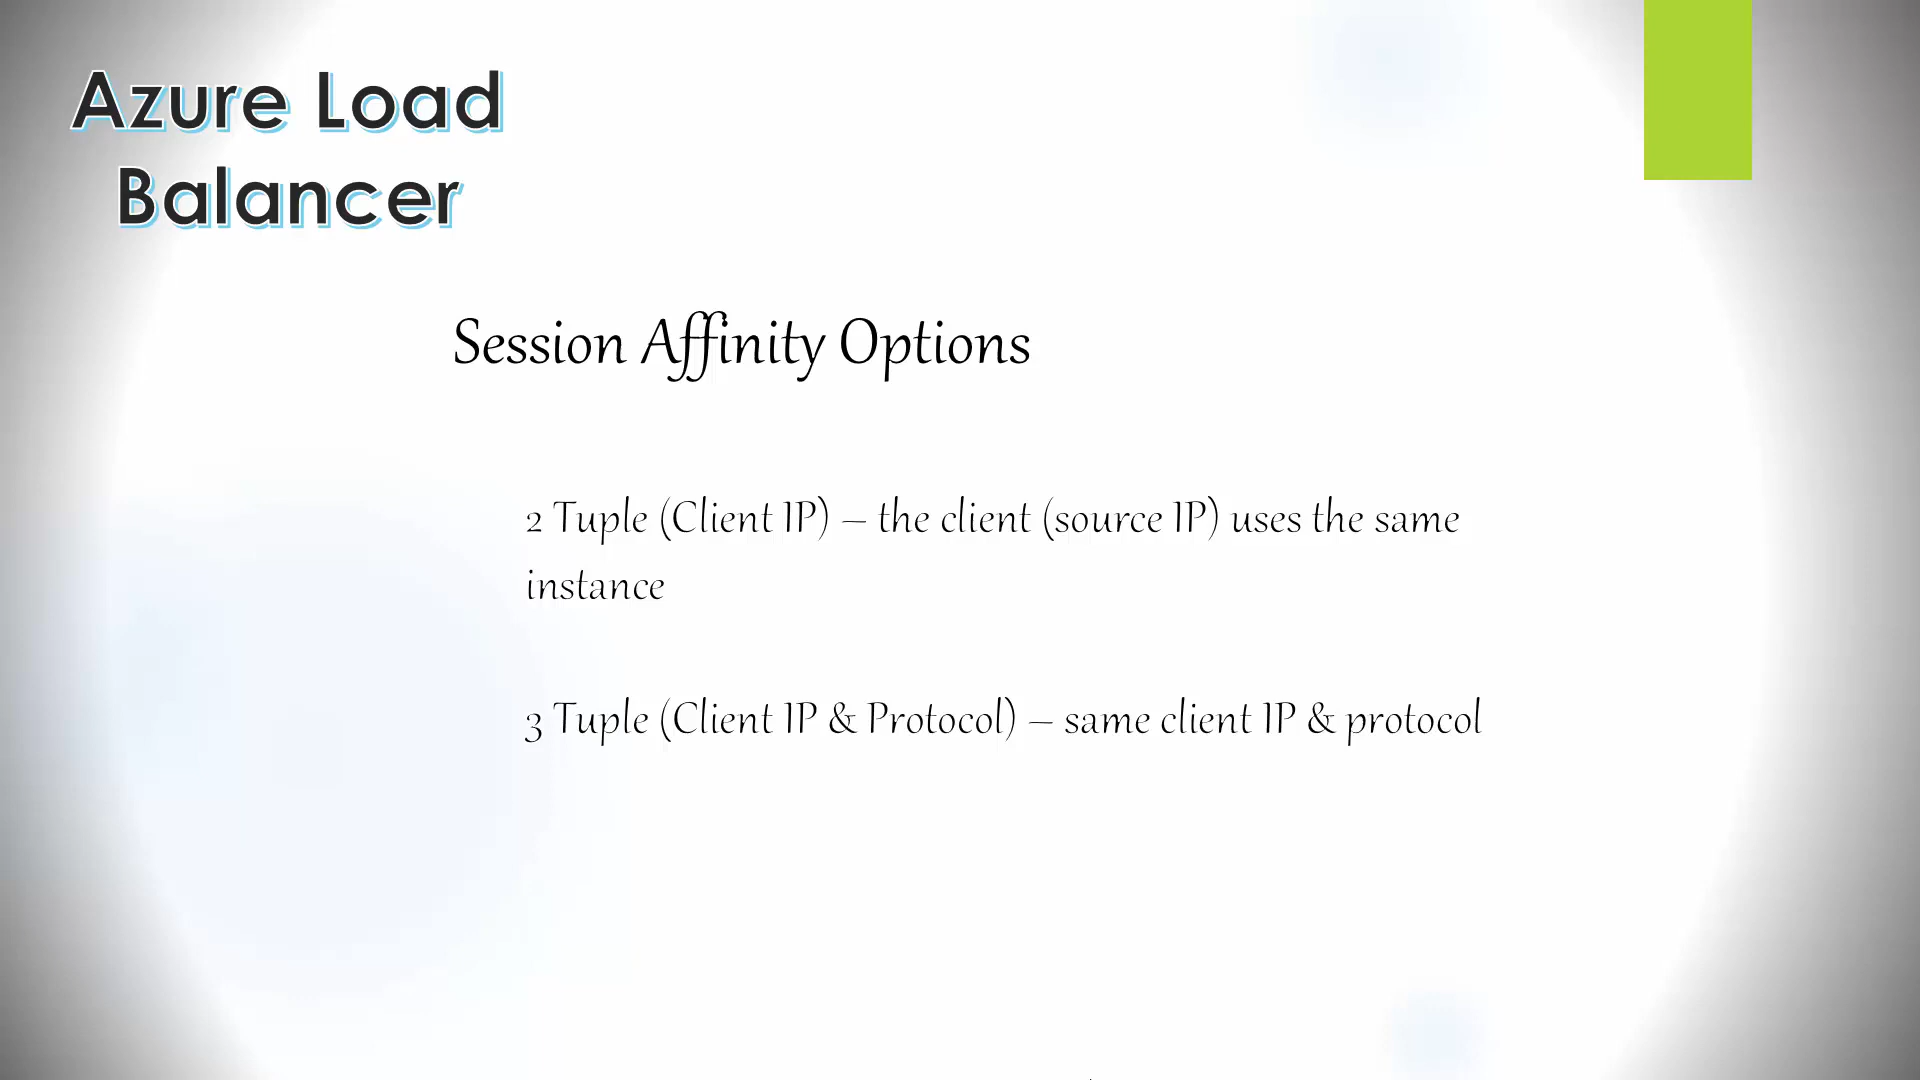 Azure Load
Balancer
Session Affinity Options
2 Tuple (Client IP) – the client (source IP) uses the same
instance
3 Tuple (Client IP & Protocol) – same client IP & protocol